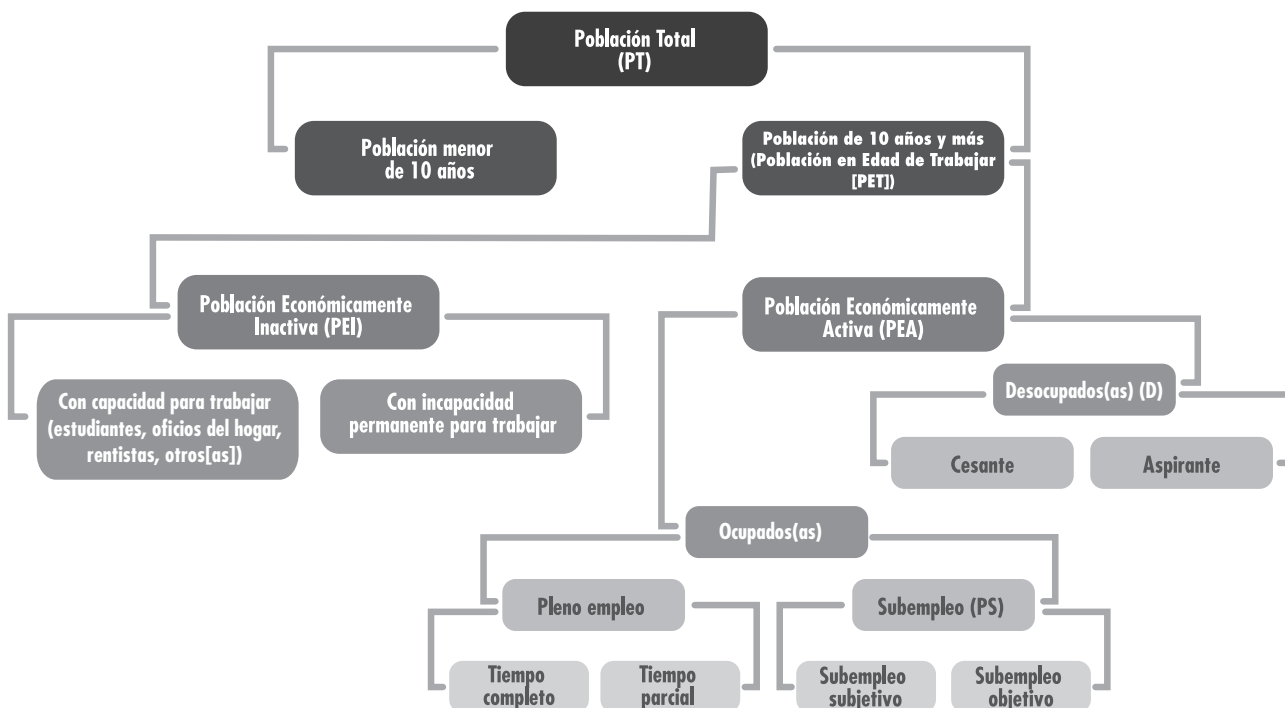 Población Total
(PT)
Población menor
de 10 años
Población de 10 años y más
(Población en Edad de Trabajar
[PET])
Población Económicamente
Inactiva (PEI)
Población Económicamente
Activa (PEA)
Con capacidad para trabajar
(estudiantes, oficios del hogar,
rentistas, otros[as])
Con incapacidad
permanente para trabajar
Desocupados(as) (D)
Cesante
Aspirante
Ocupados(as)
Pleno empleo
Subempleo (PS)
Tiempo
completo
Tiempo
parcial
Subempleo
subjetivo
Subempleo
objetivo